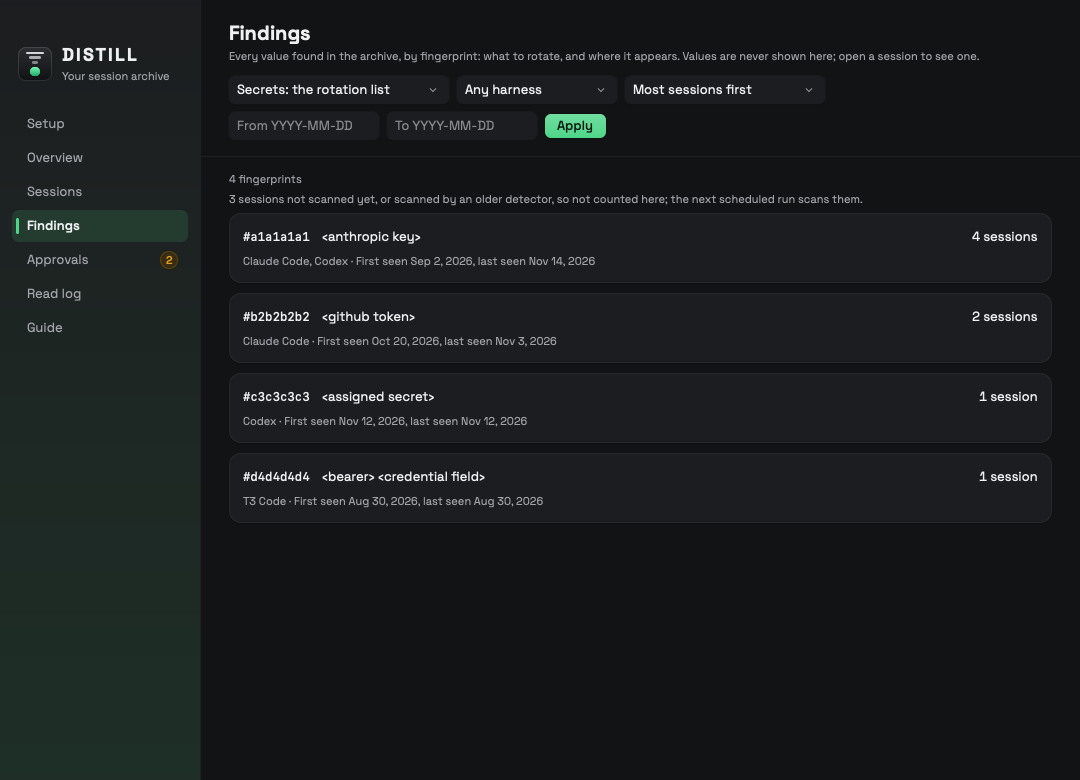 DISTILL
Your session archive
Setup
Overview
Sessions
Findings
Approvals 2
Read log
Guide
Findings
Every value found in the archive, by fingerprint: what to rotate, and where it appears. Values are never shown here; open a session to see one.
Secrets: the rotation list
Any harness
Most sessions first
From YYYY-MM-DD
To YYYY-MM-DD
Apply
4 fingerprints
3 sessions not scanned yet, or scanned by an older detector, so not counted here; the next scheduled run scans them.
#a1a1a1a1 <anthropic key> 4 sessions
Claude Code, Codex · First seen Sep 2, 2026, last seen Nov 14, 2026
#b2b2b2b2 <github token> 2 sessions
Claude Code · First seen Oct 20, 2026, last seen Nov 3, 2026
#c3c3c3c3 <assigned secret> 1 session
Codex · First seen Nov 12, 2026, last seen Nov 12, 2026
#d4d4d4d4 <bearer> <credential field> 1 session
T3 Code · First seen Aug 30, 2026, last seen Aug 30, 2026